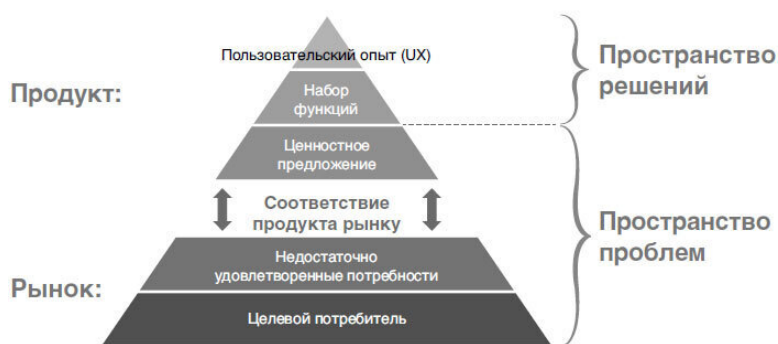 Пользовательский опыт (UX)
Пространство
решений
Продукт:
Набор
функций
Ценностное
предложение
Соответствие
продукта рынку
Пространство
проблем
Недостаточно
удовлетворенные потребности
Рынок:
Целевой потребитель